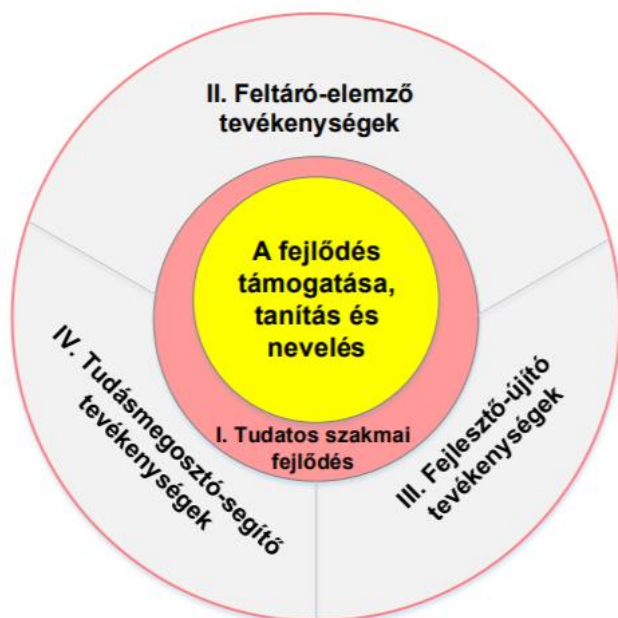 II. Feltáró-elemző
tevékenységek
A fejlődés
támogatása,
tanítás és
nevelés
I. Tudatos szakmai
fejlődés
IV. Tudásmegosztó-segítő
tevékenységek
III. Fejlesztő-újító
tevékenységek